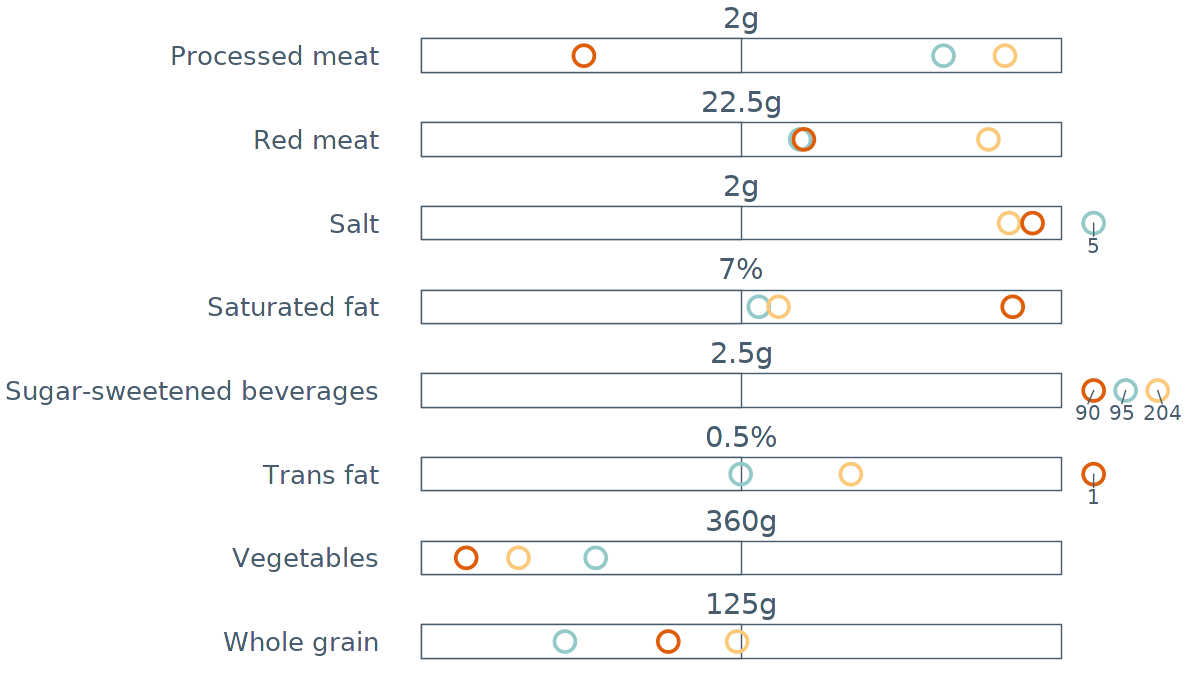 2g
Processed meat
22.5g
Red meat
2g
Salt
5
7%
Saturated fat
2.5g
Sugar-sweetened beverages
90 95 204
0.5%
Trans fat
1
360g
Vegetables
125g
Whole grain